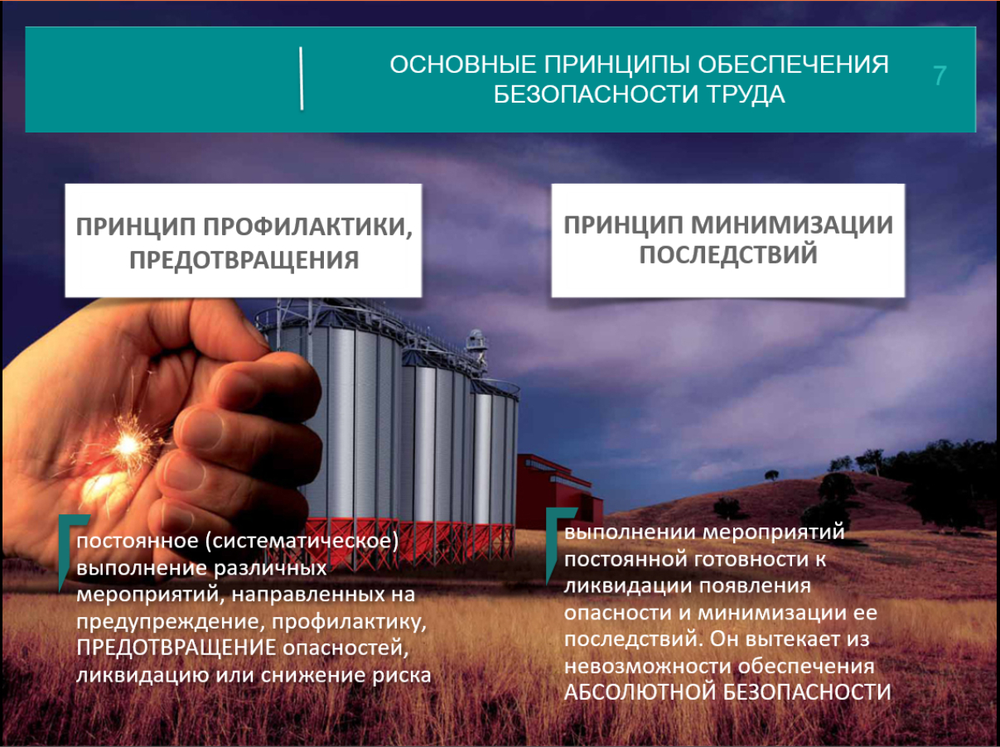 ОСНОВНЫЕ ПРИНЦИПЫ ОБЕСПЕЧЕНИЯ
БЕЗОПАСНОСТИ ТРУДА
7
ПРИНЦИП ПРОФИЛАКТИКИ,
ПРЕДОТВРАЩЕНИЯ
ПРИНЦИП МИНИМИЗАЦИИ
ПОСЛЕДСТВИЙ
постоянное (систематическое)
выполнение различных
мероприятий, направленных на
предупреждение, профилактику,
ПРЕДОТВРАЩЕНИЕ опасностей,
ликвидацию или снижение риска
выполнении мероприятий
постоянной готовности к
ликвидации появления
опасности и минимизации ее
последствий. Он вытекает из
невозможности обеспечения
АБСОЛЮТНОЙ БЕЗОПАСНОСТИ